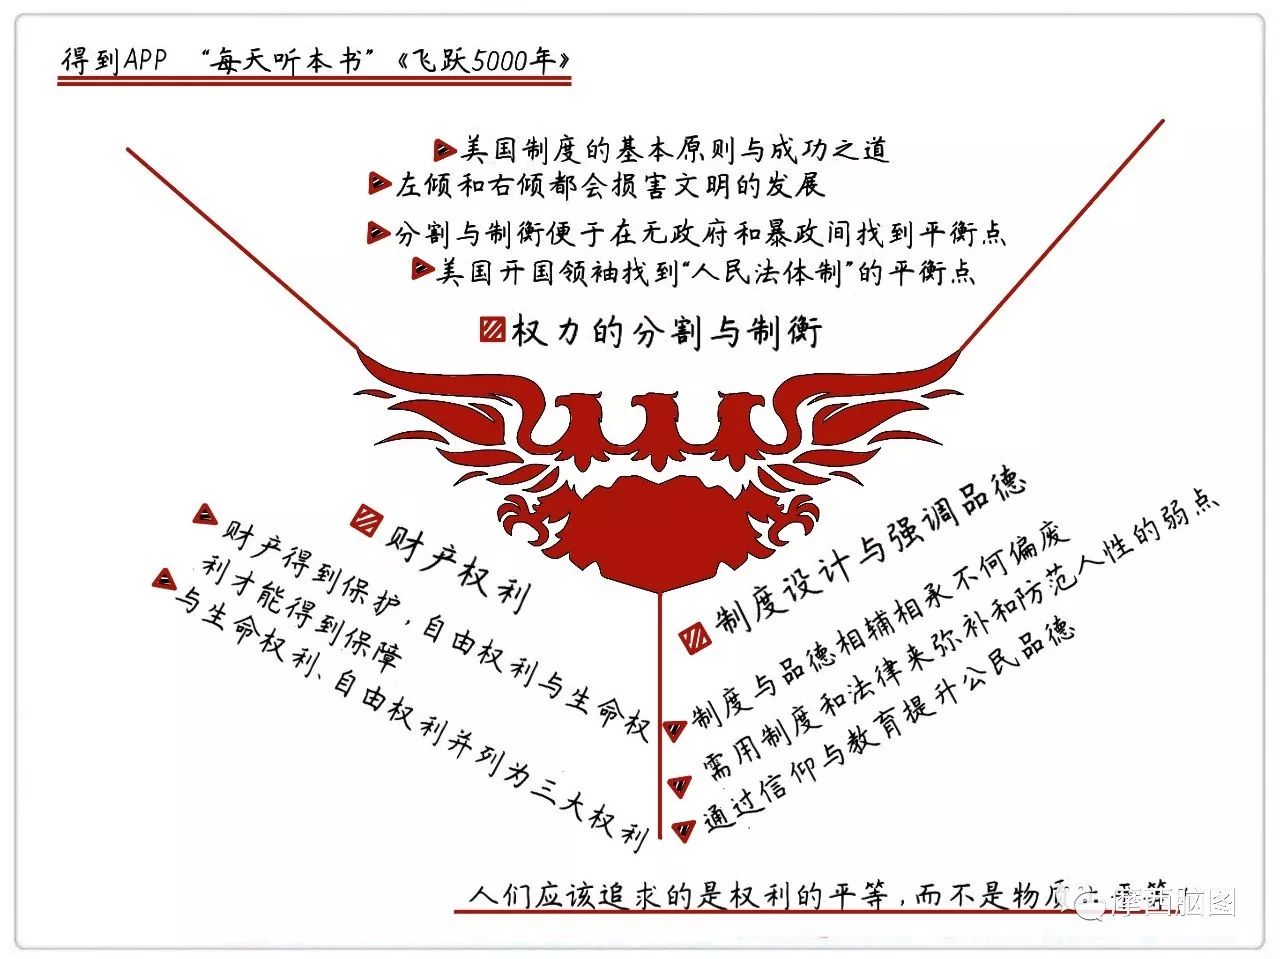 得到APP “每天听本书”《飞跃5000年》
美国制度的基本原则与成功之道
左倾和右倾都会损害文明的发展
分割与制衡便于在无政府和暴政间找到平衡点
美国开国领袖找到“人民法体制”的平衡点
权力的分割与制衡
财产权利
财产得到保护，自由权利与生命权
利才能得到保障
与生命权利、自由权利并列为三大权利
制度设计与强调品德
制度与品德相辅相承不何偏废
需用制度和法律来弥补和防范人性的弱点
通过信仰与教育提升公民品德
人们应该追求的是权利的平等，而不是物质
摩西脑图